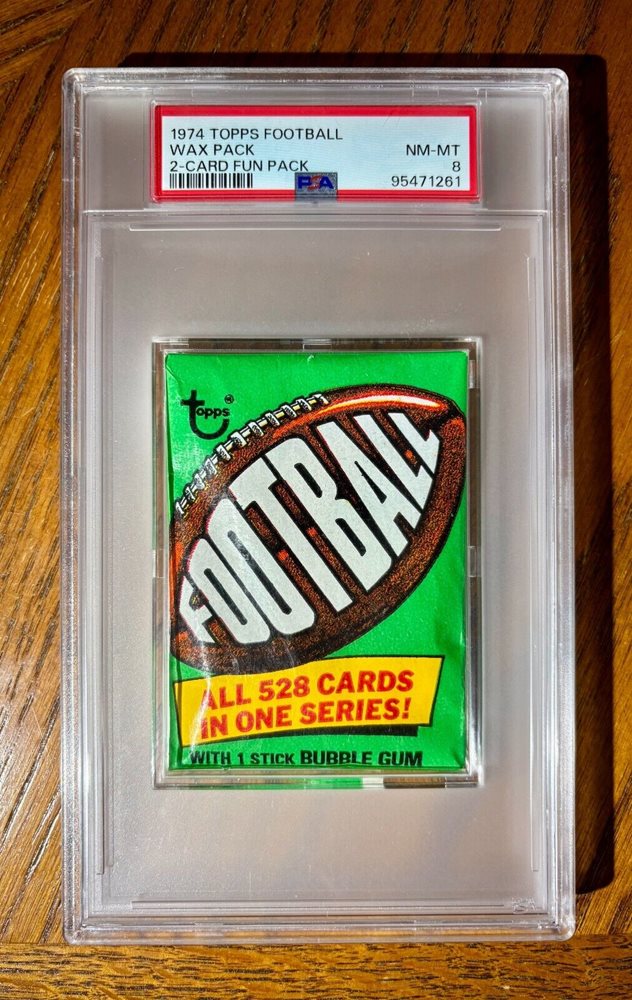 1974 TOPPS FOOTBALL
WAX PACK NM-MT
2-CARD FUN PACK 8
PSA 95471261
Topps ®
FOOTBALL
ALL 528 CARDS
IN ONE SERIES!
WITH 1 STICK BUBBLE GUM